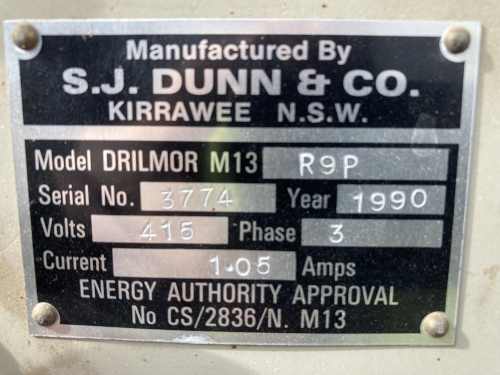 Manufactured By
S.J. DUNN & CO.
KIRRAWEE N.S.W.
Model DRILMOR M13 R9P
Serial No. 3774 Year 1990
Volts 415 Phase 3
Current 1.05 Amps
ENERGY AUTHORITY APPROVAL
No CS/2836/N. M13